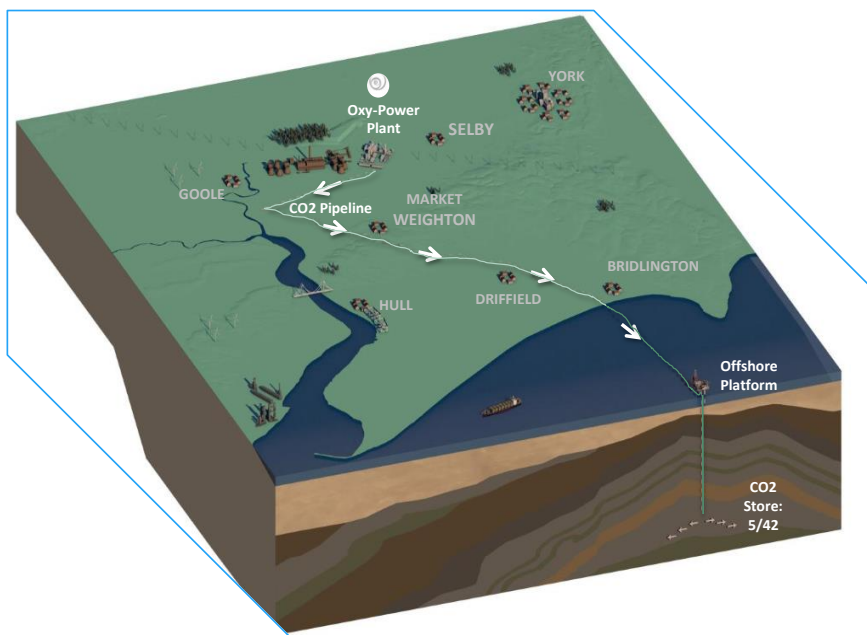 YORK
Oxy-Power
Plant
SELBY
GOOLE
MARKET
WEIGHTON
CO2 Pipeline
BRIDLINGTON
DRIFFIELD
HULL
Offshore
Platform
CO2
Store:
5/42